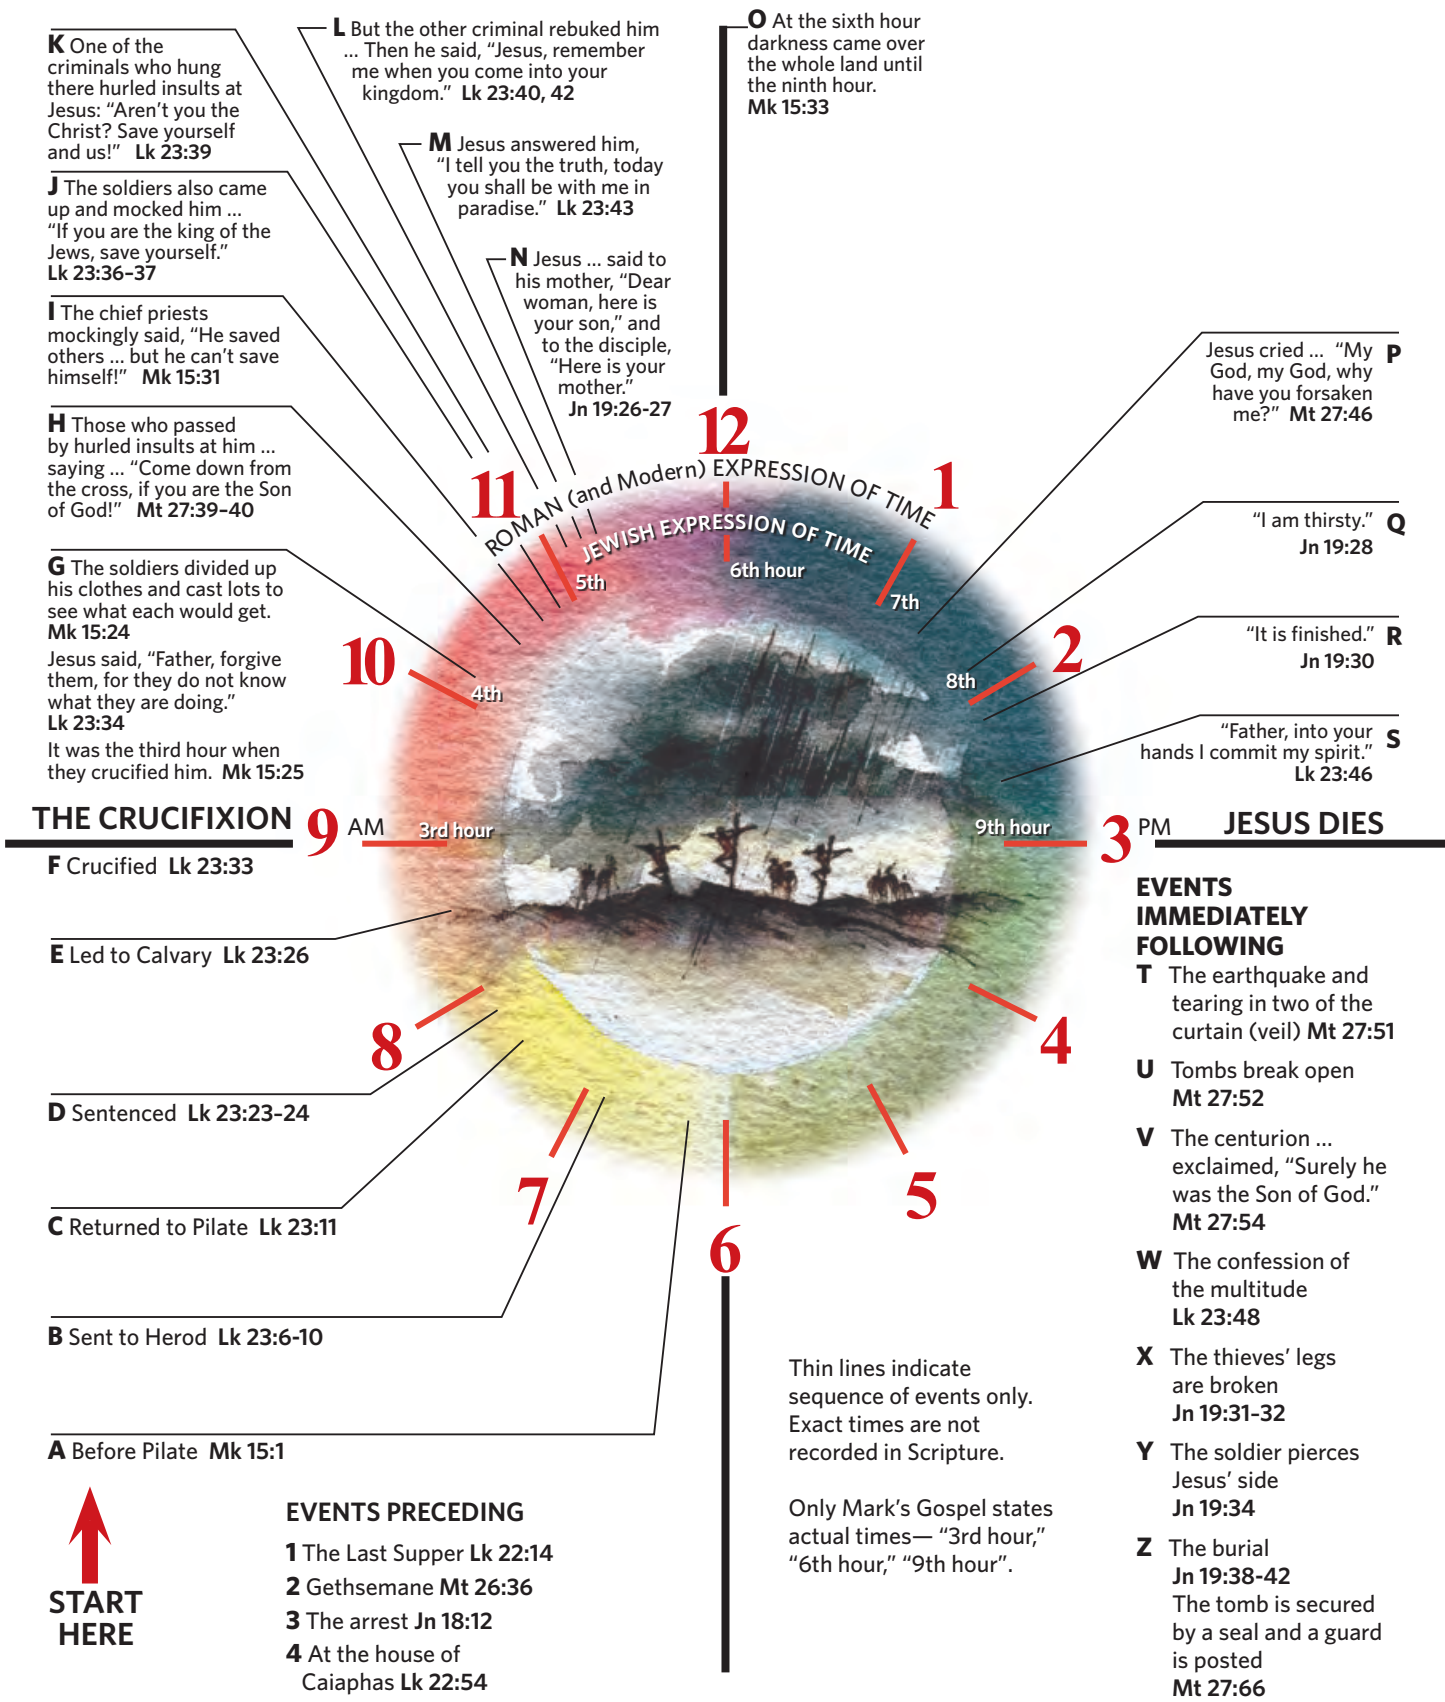 K One of the
criminals who hung
there hurled insults at
Jesus: “Aren’t you the
Christ? Save yourself
and us!” Lk 23:39
J The soldiers also came
up and mocked him ...
“If you are the king of the
Jews, save yourself.”
Lk 23:36–37
I The chief priests
mockingly said, “He saved
others ... but he can’t save
himself!” Mk 15:31
H Those who passed
by hurled insults at him ...
saying ... “Come down from
the cross, if you are the Son
of God!” Mt 27:39–40
G The soldiers divided up
his clothes and cast lots to
see what each would get.
Mk 15:24
Jesus said, “Father, forgive
them, for they do not know
what they are doing.”
Lk 23:34
It was the third hour when
they crucified him. Mk 15:25
L But the other criminal rebuked him
... Then he said, “Jesus, remember
me when you come into your
kingdom.” Lk 23:40, 42
M Jesus answered him,
“I tell you the truth, today
you shall be with me in
paradise.” Lk 23:43
N Jesus ... said to
his mother, “Dear
woman, here is
your son,” and
to the disciple,
“Here is your
mother.”
Jn 19:26-27
O At the sixth hour
darkness came over
the whole land until
the ninth hour.
Mk 15:33
Jesus cried ... “My P
God, my God, why
have you forsaken
me?” Mt 27:46
“I am thirsty.” Q
Jn 19:28
“It is finished.” R
Jn 19:30
“Father, into your S
hands I commit my spirit.”
Lk 23:46
12
11
1
ROMAN (and Modern) EXPRESSION OF TIME
JEWISH EXPRESSION OF TIME
5th
6th hour
7th
10
4th
8th
2
THE CRUCIFIXION 9 AM 3rd hour
9th hour 3 PM JESUS DIES
F Crucified Lk 23:33
E Led to Calvary Lk 23:26
8
4
D Sentenced Lk 23:23–24
7
5
C Returned to Pilate Lk 23:11
6
B Sent to Herod Lk 23:6-10
A Before Pilate Mk 15:1
START
HERE
EVENTS PRECEDING
1 The Last Supper Lk 22:14
2 Gethsemane Mt 26:36
3 The arrest Jn 18:12
4 At the house of
Caiaphas Lk 22:54
Thin lines indicate
sequence of events only.
Exact times are not
recorded in Scripture.
Only Mark’s Gospel states
actual times— “3rd hour,”
“6th hour,” “9th hour”.
EVENTS
IMMEDIATELY
FOLLOWING
T The earthquake and
tearing in two of the
curtain (veil) Mt 27:51
U Tombs break open
Mt 27:52
V The centurion ...
exclaimed, “Surely he
was the Son of God.”
Mt 27:54
W The confession of
the multitude
Lk 23:48
X The thieves’ legs
are broken
Jn 19:31–32
Y The soldier pierces
Jesus’ side
Jn 19:34
Z The burial
Jn 19:38-42
The tomb is secured
by a seal and a guard
is posted
Mt 27:66